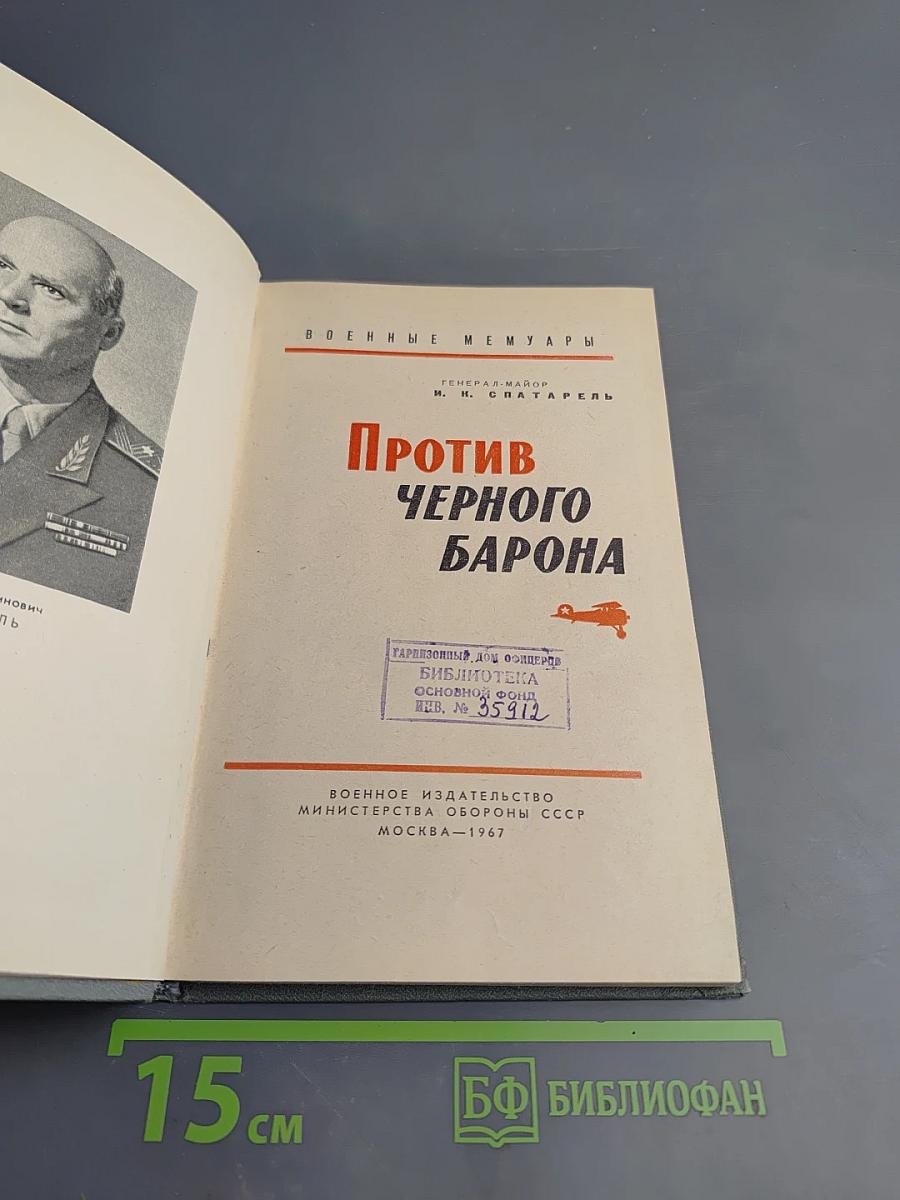 ВОЕННЫЕ МЕМУАРЫ
ГЕНЕРАЛ-МАЙОР
И. К. СПАТАРЕЛЬ
ПРОТИВ
ЧЕРНОГО
БАРОНА
ГАРНИЗОННЫЙ ДОМ ОФИЦЕРОВ
БИБЛИОТЕКА
ОСНОВНОЙ ФОНД
ИНВ. № 35912
ВОЕННОЕ ИЗДАТЕЛЬСТВО
МИНИСТЕРСТВА ОБОРОНЫ СССР
МОСКВА—1967
15 см
БФ БИБЛИОФАН